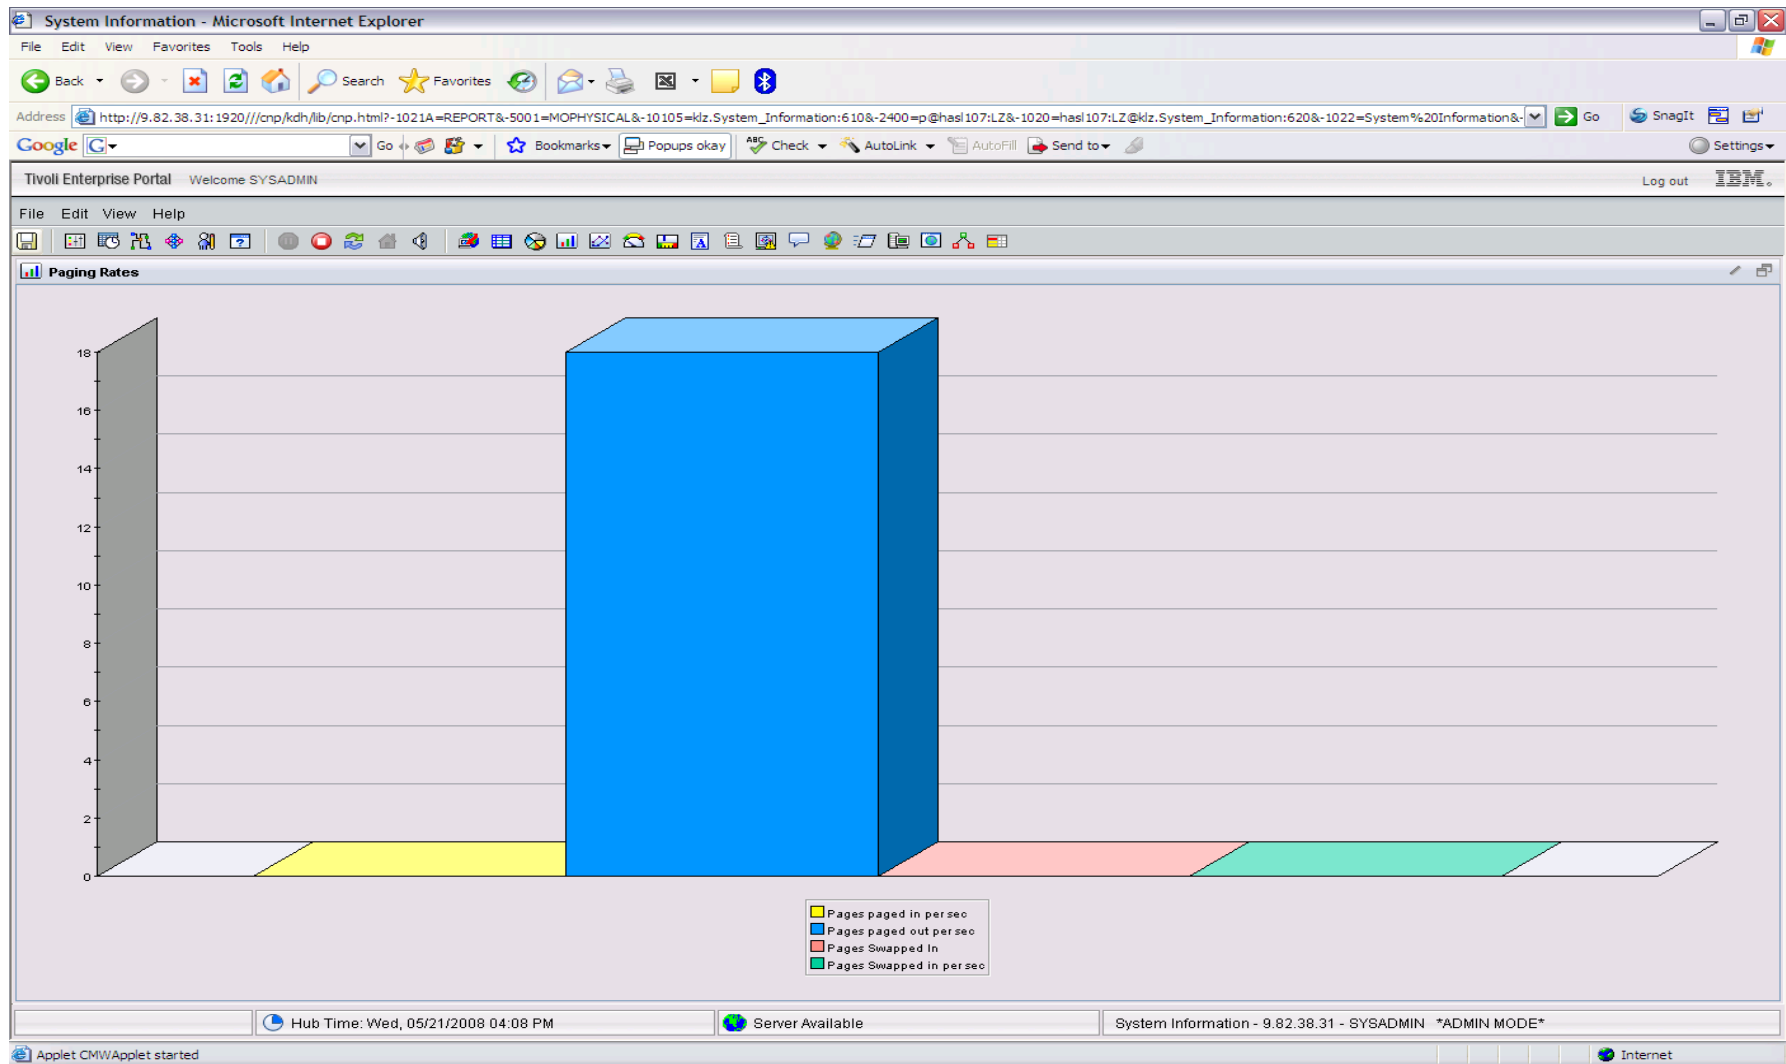 System Information - Microsoft Internet Explorer
File Edit View Favorites Tools Help
Back Search Favorites
Address http://9.82.38.31:1920///cnp/kdh/lib/cnp.html?-1021A=REPORT&-5001=MOPHYSICAL&-10105=klz.System_Information:610&-2400=p@hasl107:LZ&-1020=hasl107:LZ@klz.System_Information:620&-1022=System%20Information&- Go SnagIt
Google G Go Bookmarks Popups okay ABC Check AutoLink AutoFill Send to Settings
Tivoli Enterprise Portal Welcome SYSADMIN Log out IBM
File Edit View Help
Paging Rates
18
16
14
12
10
8
6
4
2
0
Pages paged in per sec
Pages paged out per sec
Pages Swapped In
Pages Swapped in per sec
Hub Time: Wed, 05/21/2008 04:08 PM Server Available System Information - 9.82.38.31 - SYSADMIN *ADMIN MODE*
Applet CMWApplet started Internet